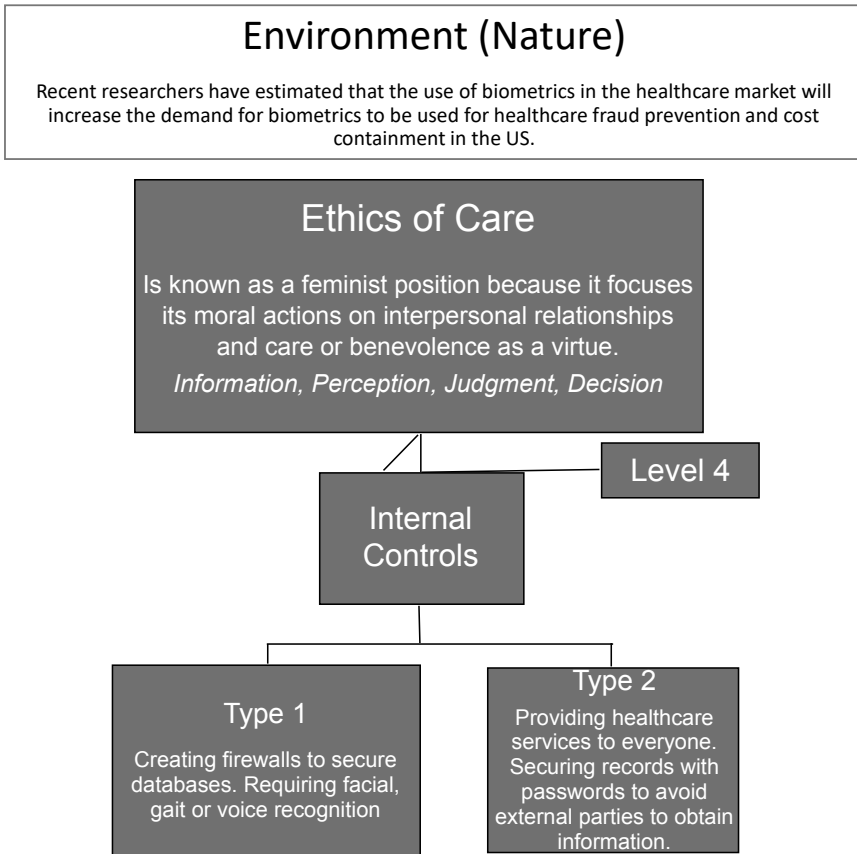 Environment (Nature)
Recent researchers have estimated that the use of biometrics in the healthcare market will
increase the demand for biometrics to be used for healthcare fraud prevention and cost
containment in the US.
Ethics of Care
Is known as a feminist position because it focuses
its moral actions on interpersonal relationships
and care or benevolence as a virtue.
Information, Perception, Judgment, Decision
Level 4
Internal
Controls
Type 1
Creating firewalls to secure
databases. Requiring facial,
gait or voice recognition
Type 2
Providing healthcare
services to everyone.
Securing records with
passwords to avoid
external parties to obtain
information.